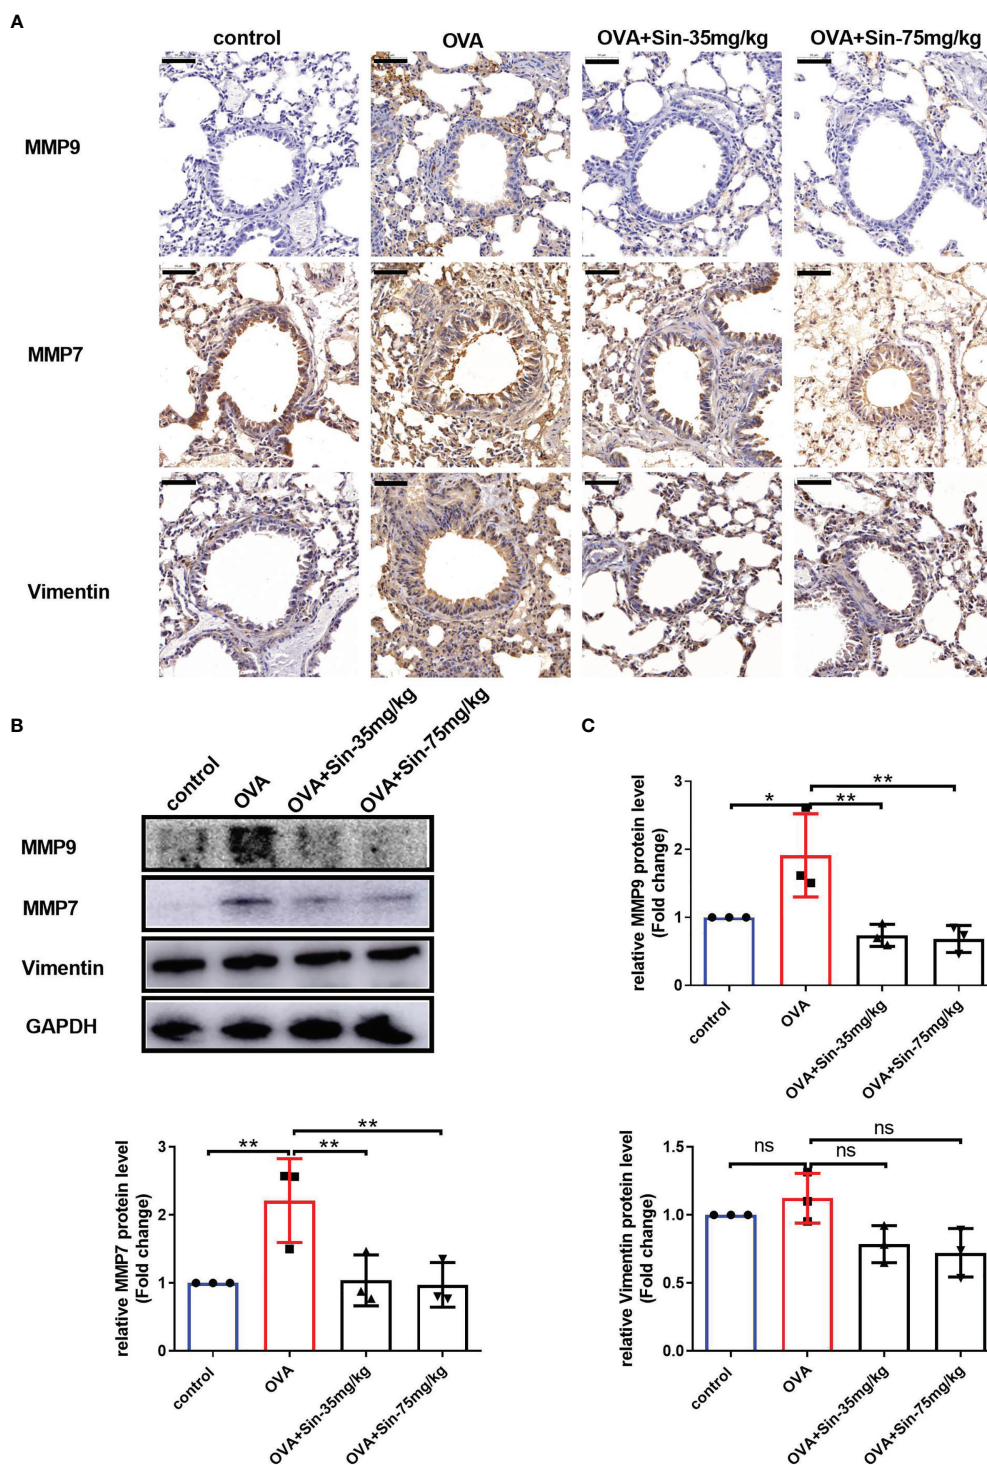 A
control OVA OVA+Sin-35mg/kg OVA+Sin-75mg/kg
MMP9
MMP7
Vimentin
B
control OVA OVA+Sin-35mg/kg OVA+Sin-75mg/kg
MMP9
MMP7
Vimentin
GAPDH
C
relative MMP9 protein level
(Fold change)
3
2
1
0
* ** **
control OVA OVA+Sin-35mg/kg OVA+Sin-75mg/kg
relative MMP7 protein level
(Fold change)
3
2
1
0
** ** **
control OVA OVA+Sin-35mg/kg OVA+Sin-75mg/kg
relative Vimentin protein level
(Fold change)
1.5
1.0
0.5
0.0
ns ns ns
control OVA OVA+Sin-35mg/kg OVA+Sin-75mg/kg